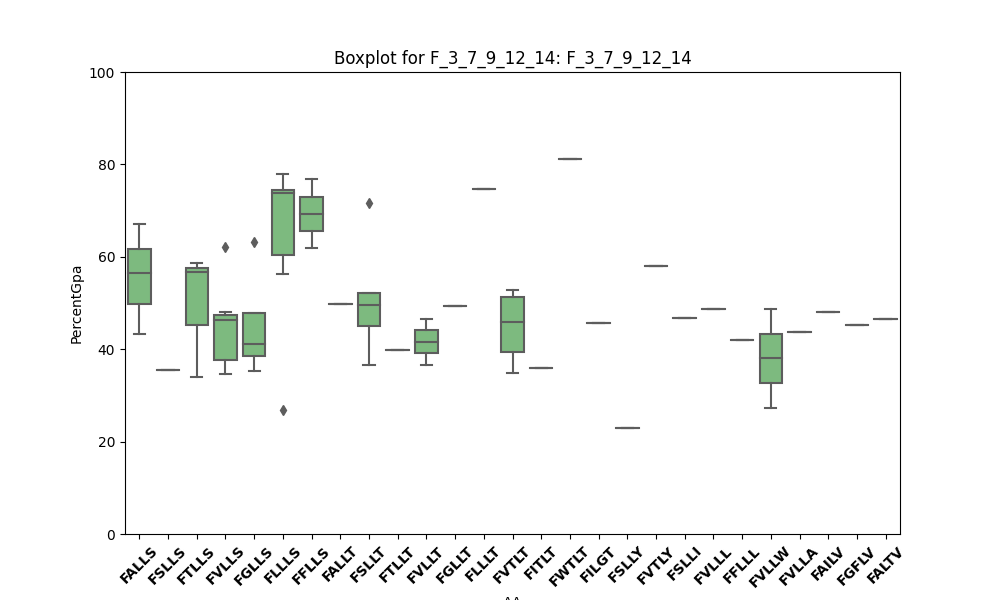 Boxplot for F_3_7_9_12_14: F_3_7_9_12_14
100
80
60
40
20
0
PercentGpa
FALLS FSLLS FTLLS FVLLS FGLLS FLLLS FFLLS FALLT FSLLT FTLLT FVLLT FGLLT FLLLT FVTLT FITLT FWTLT FILGT FSLLY FVTLY FSLLI FVLLL FFLLL FVLLW FVLLA FAILV FGFLV FALTV